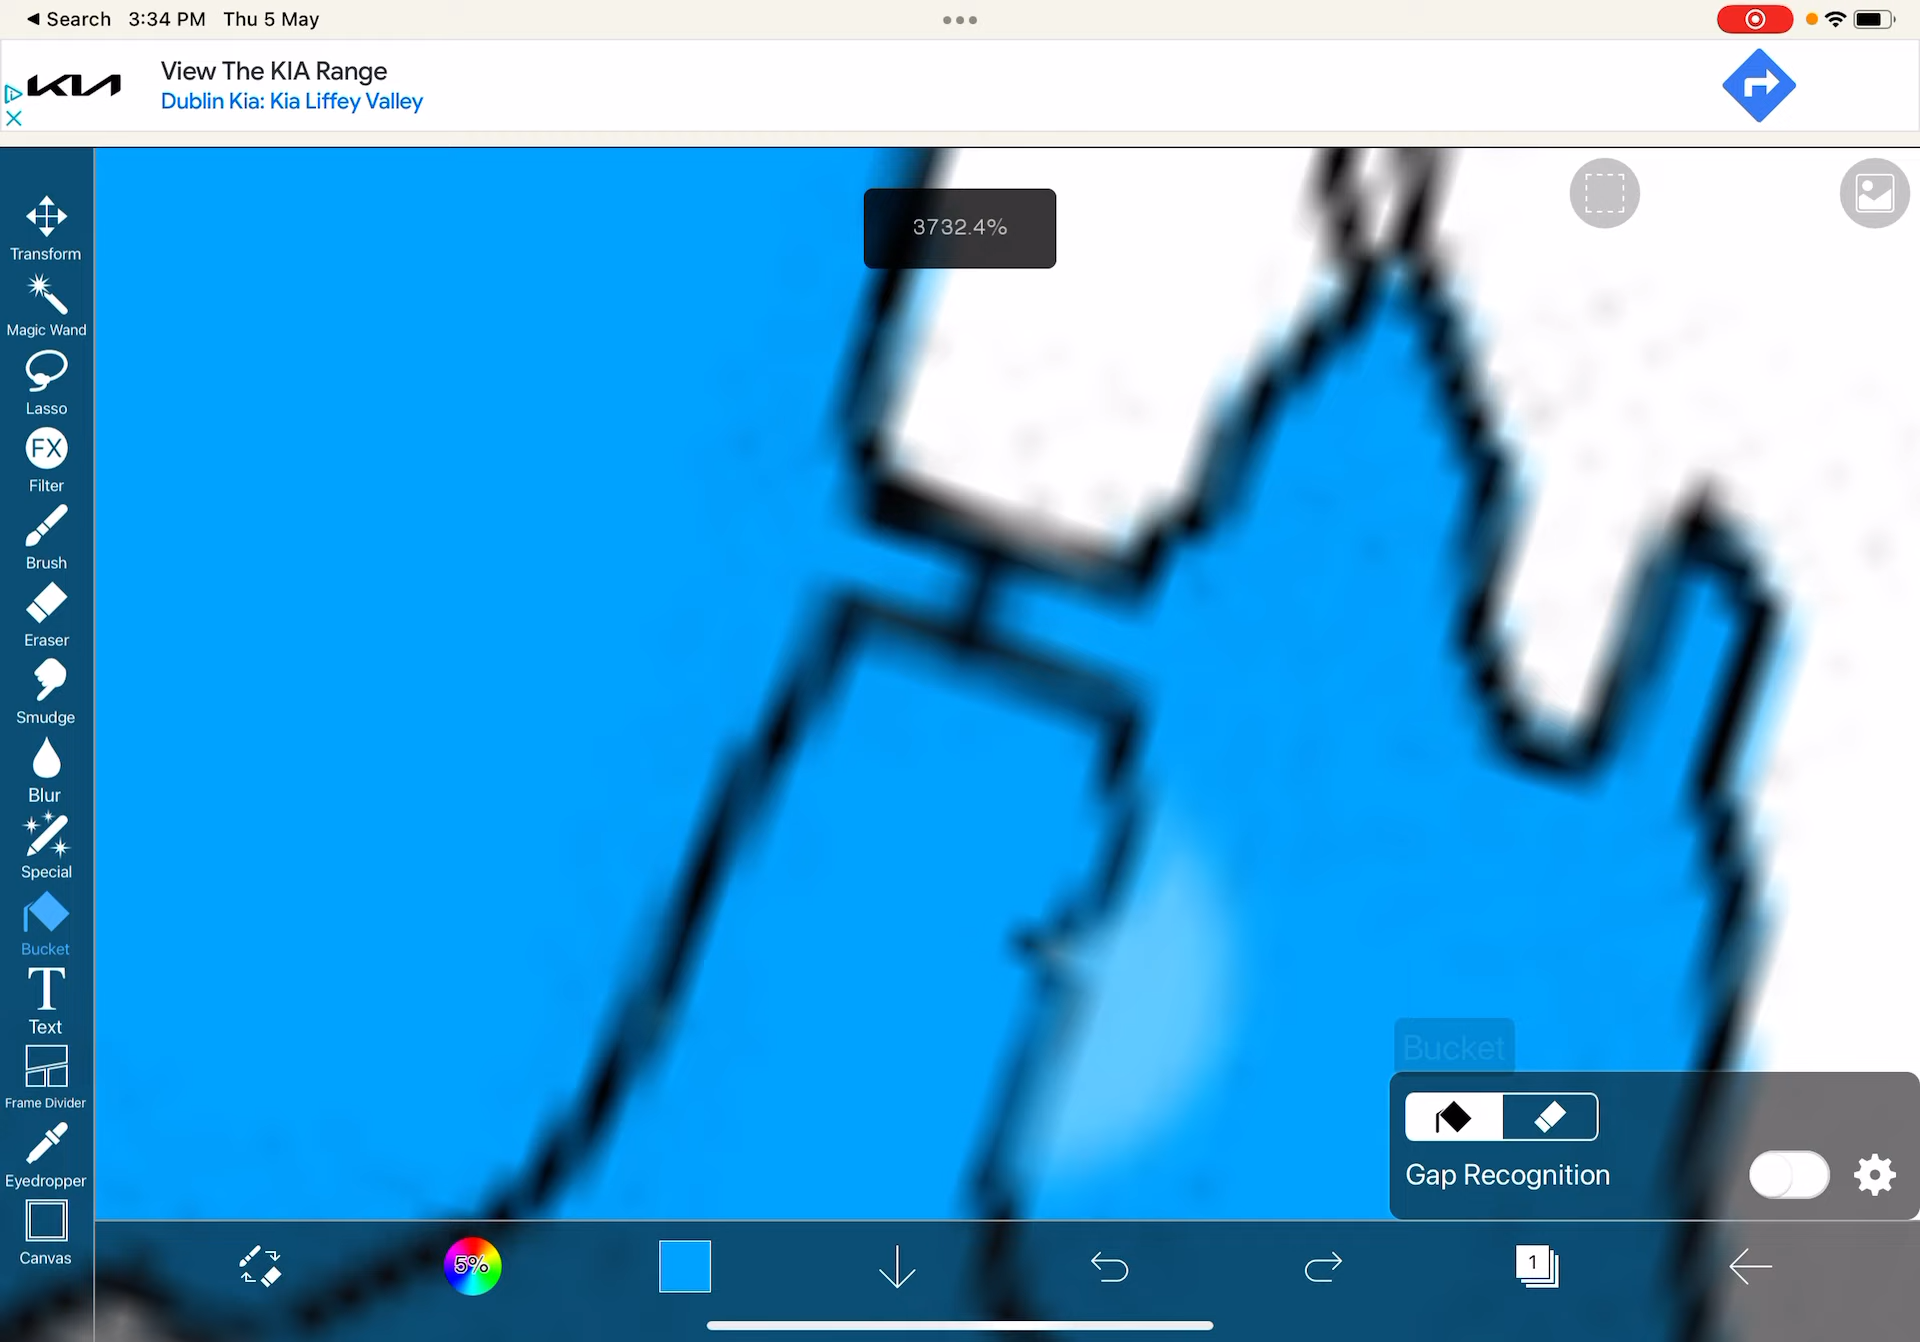 Search 3:34 PM Thu 5 May
KIA
View The KIA Range
Dublin Kia: Kia Liffey Valley
3732.4%
Transform
Magic Wand
Lasso
FX
Filter
Brush
Eraser
Smudge
Blur
Special
Bucket
T
Text
Frame Divider
Eyedropper
Canvas
Bucket
Gap Recognition
5%
1